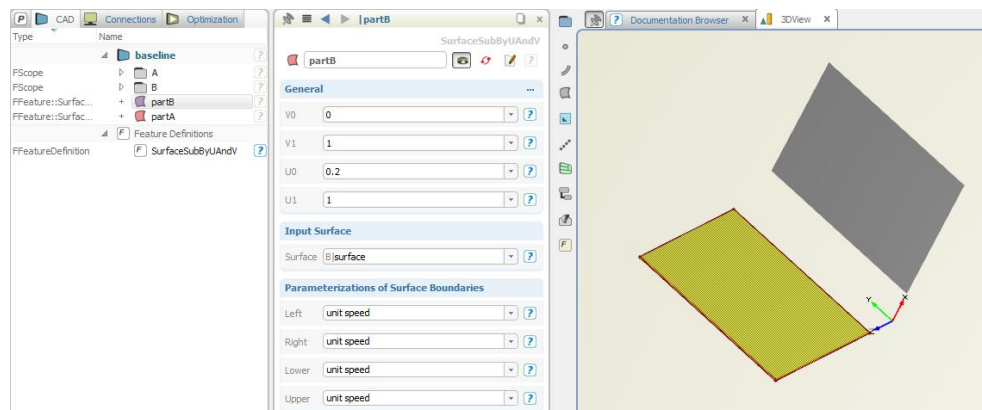 CAD Connections Optimization
Type Name
baseline
FScope A
FScope B
FFeature::Surfac... partB
FFeature::Surfac... partA
Feature Definitions
FFeatureDefinition SurfaceSubByUAndV
|partB
SurfaceSubByUAndV
partB
General ...
V0 0
V1 1
U0 0.2
U1 1
Input Surface
Surface B|surface
Parameterizations of Surface Boundaries
Left unit speed
Right unit speed
Lower unit speed
Upper unit speed
Documentation Browser 3DView
Y X
Z